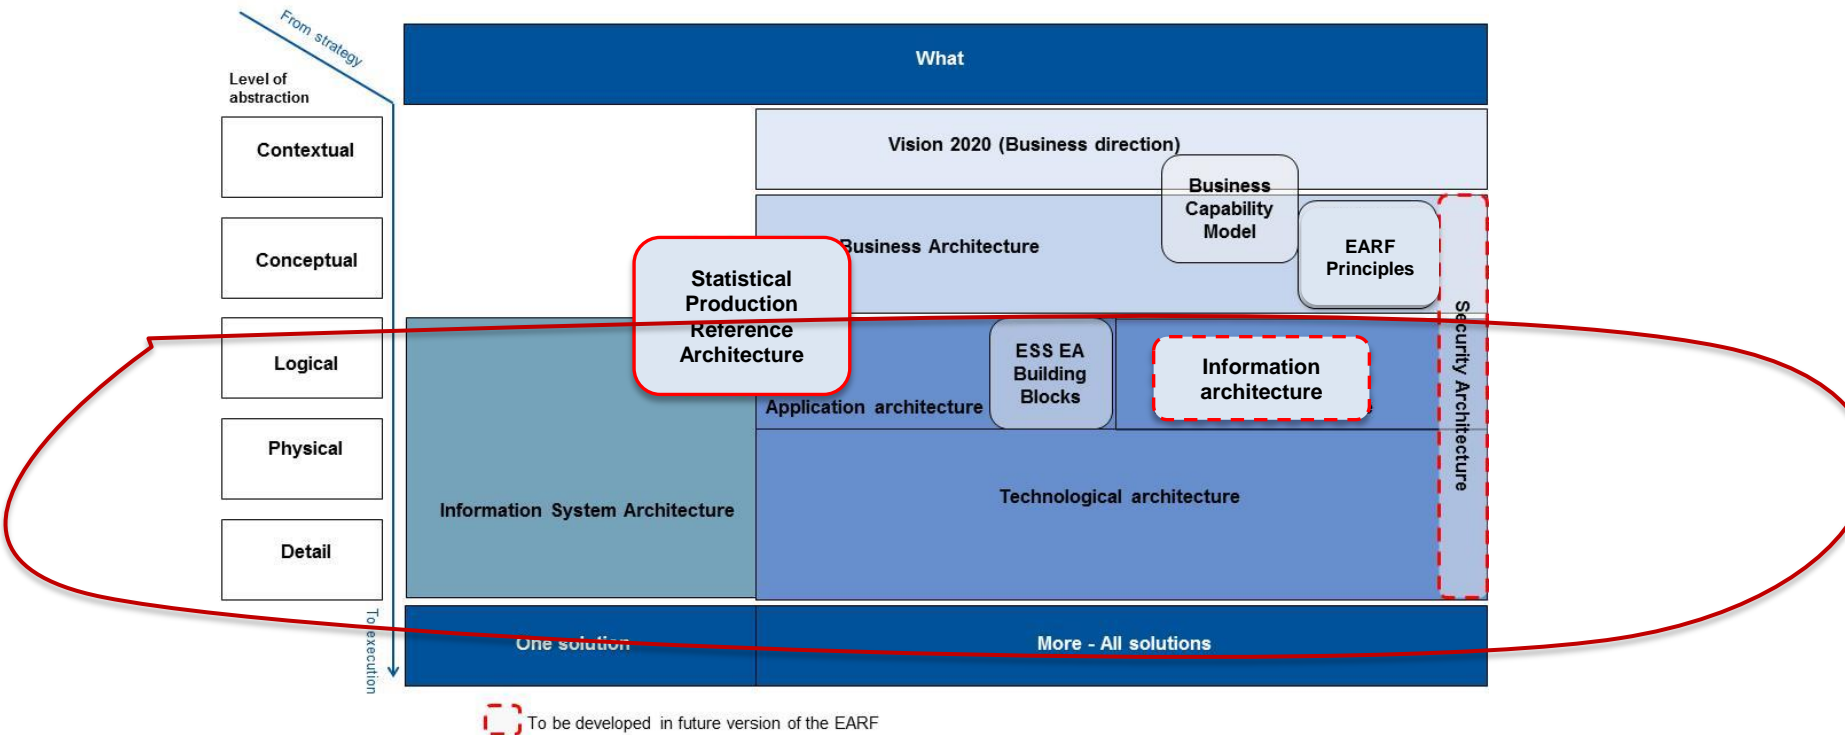 From strategy
What
Level of
abstraction
Contextual
Vision 2020 (Business direction)
Business
Capability
Model
Conceptual
Business Architecture
EARF
Principles
Statistical
Production
Reference
Architecture
Security Architecture
Logical
ESS EA
Building
Blocks
Information
architecture
Application architecture
Physical
Information System Architecture
Technological architecture
Detail
To execution
One solution
More - All solutions
To be developed in future version of the EARF